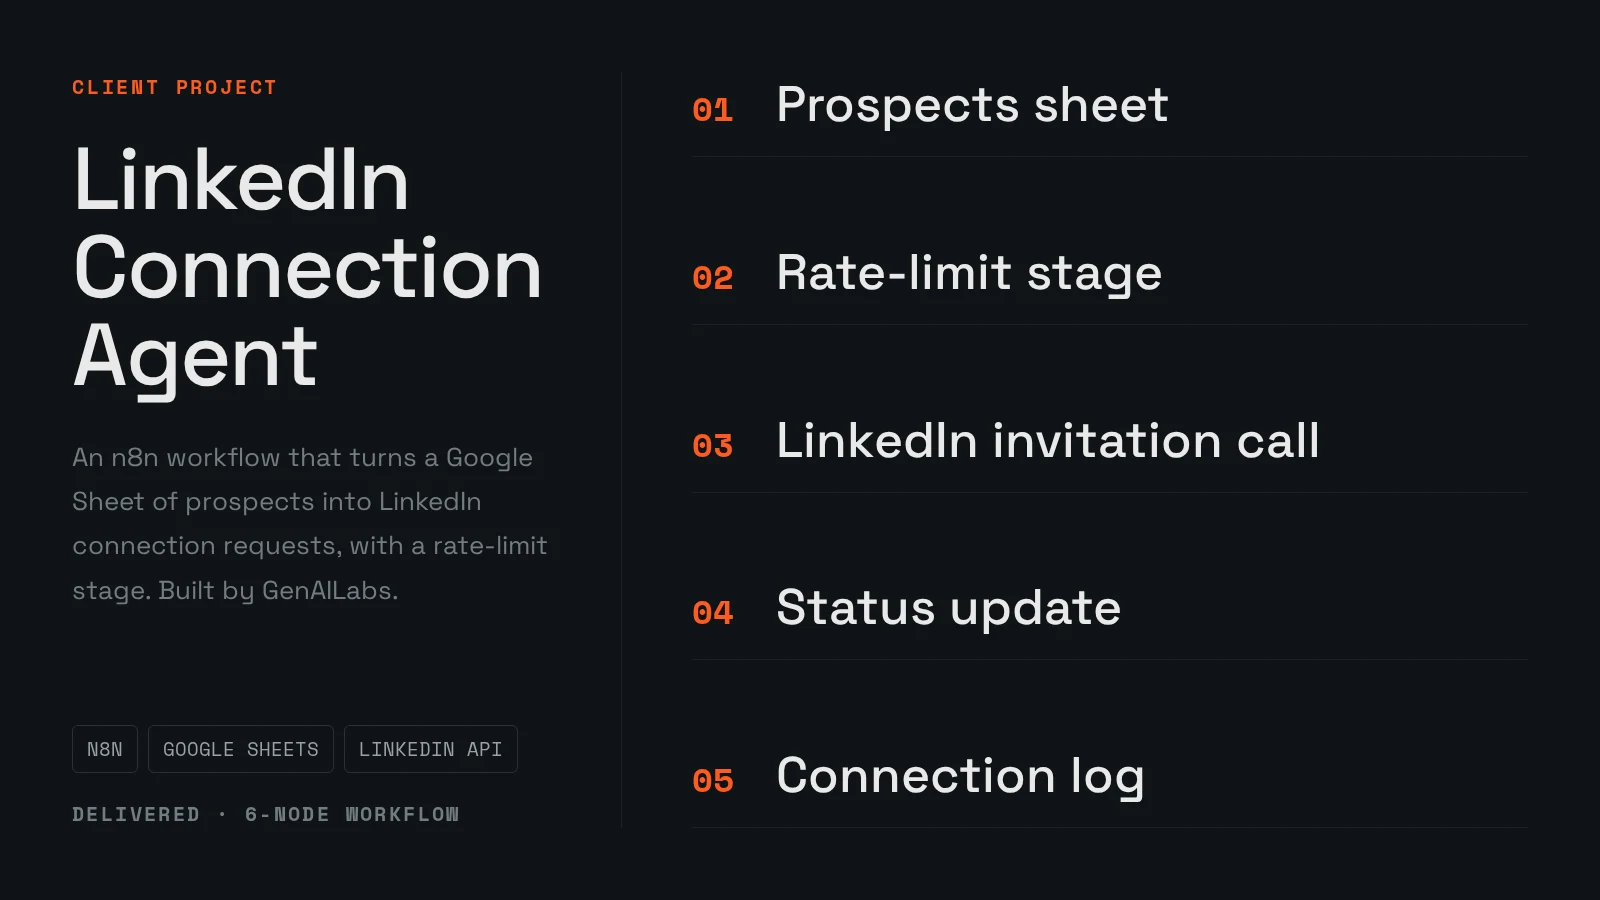 CLIENT PROJECT
LinkedIn
Connection
Agent
An n8n workflow that turns a Google
Sheet of prospects into LinkedIn
connection requests, with a rate-limit
stage. Built by GenAILabs.
N8N
GOOGLE SHEETS
LINKEDIN API
DELIVERED · 6-NODE WORKFLOW
01 Prospects sheet
02 Rate-limit stage
03 LinkedIn invitation call
04 Status update
05 Connection log